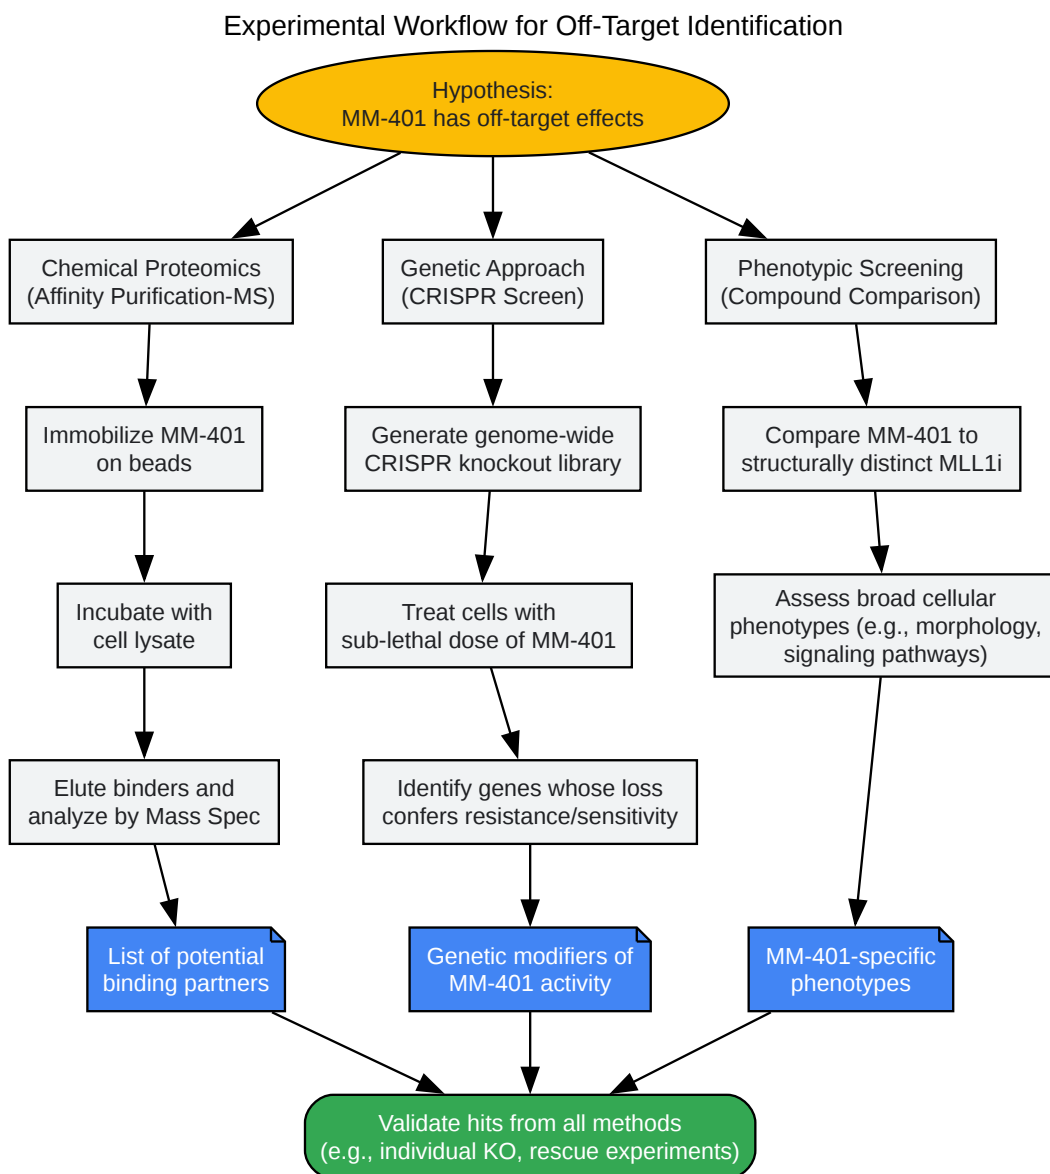 Experimental Workflow for Off-Target Identification
Hypothesis:
MM-401 has off-target effects
Chemical Proteomics
(Affinity Purification-MS)
Genetic Approach
(CRISPR Screen)
Phenotypic Screening
(Compound Comparison)
Immobilize MM-401
on beads
Generate genome-wide
CRISPR knockout library
Compare MM-401 to
structurally distinct MLL1i
Incubate with
cell lysate
Treat cells with
sub-lethal dose of MM-401
Assess broad cellular
phenotypes (e.g., morphology,
signaling pathways)
Elute binders and
analyze by Mass Spec
Identify genes whose loss
confers resistance/sensitivity
List of potential
binding partners
Genetic modifiers of
MM-401 activity
MM-401-specific
phenotypes
Validate hits from all methods
(e.g., individual KO, rescue experiments)